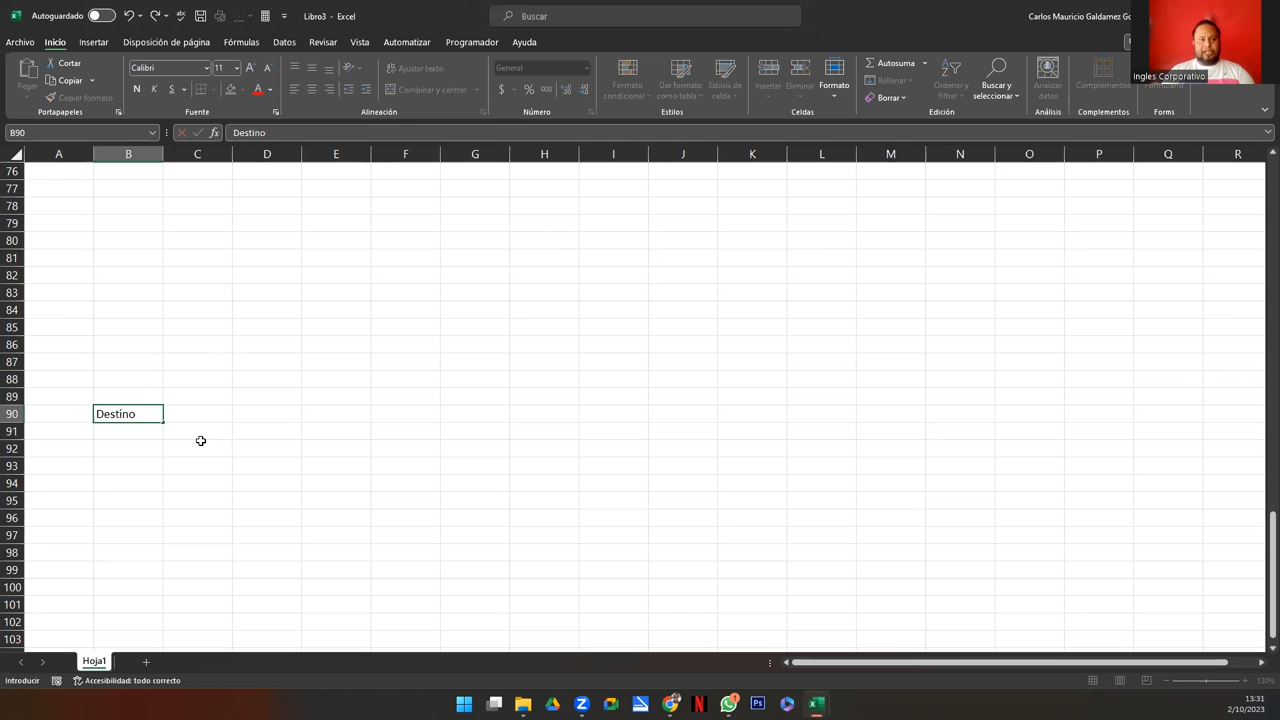 Autoguardado
Libro3 - Excel
Buscar
Carlos Mauricio Galdamez Go
Archivo Inicio Insertar Disposición de página Fórmulas Datos Revisar Vista Automatizar Programador Ayuda
Pegar
Cortar
Copiar
Copiar formato
Portapapeles
Calibri 11
N K S
Fuente
Ajustar texto
Combinar y centrar
Alineación
General
$ % 000
Número
Formato condicional
Dar formato como tabla
Estilos de celda
Estilos
Insertar Eliminar Formato
Celdas
Autosuma
Rellenar
Borrar
Ordenar y filtrar
Buscar y seleccionar
Edición
Analizar datos
Análisis
Complementos
Complementos
Forms
Ingles Corporativo
B90 fx Destino
A B C D E F G H I J K L M N O P Q R
76
77
78
79
80
81
82
83
84
85
86
87
88
89
90 Destino
91
92
93
94
95
96
97
98
99
100
101
102
103
Hoja1
Introducir Accesibilidad: todo correcto 130%
13:31
2/10/2023